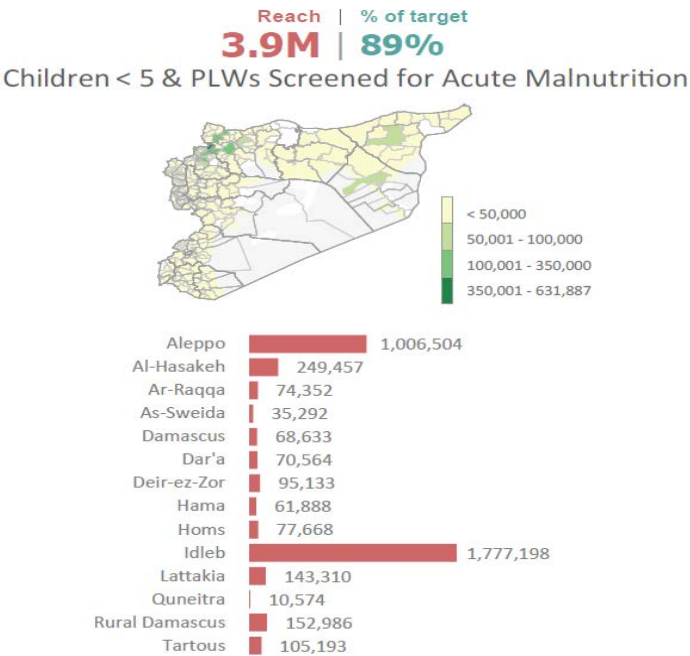 Reach | % of target
3.9M | 89%
Children < 5 & PLWs Screened for Acute Malnutrition
< 50,000
50,001 - 100,000
100,001 - 350,000
350,001 - 631,887
Aleppo 1,006,504
Al-Hasakeh 249,457
Ar-Raqqa 74,352
As-Sweida 35,292
Damascus 68,633
Dar'a 70,564
Deir-ez-Zor 95,133
Hama 61,888
Homs 77,668
Idleb 1,777,198
Lattakia 143,310
Quneitra 10,574
Rural Damascus 152,986
Tartous 105,193